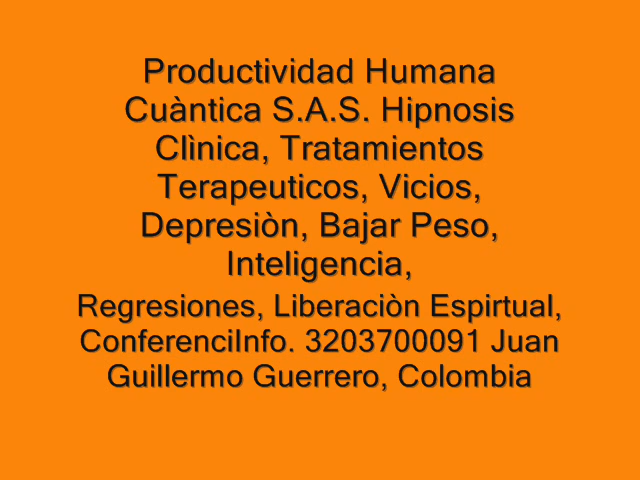 Productividad Humana
Cuàntica S.A.S. Hipnosis
Clìnica, Tratamientos
Terapeuticos, Vicios,
Depresiòn, Bajar Peso,
Inteligencia,
Regresiones, Liberaciòn Espirtual,
ConferenciInfo. 3203700091 Juan
Guillermo Guerrero, Colombia